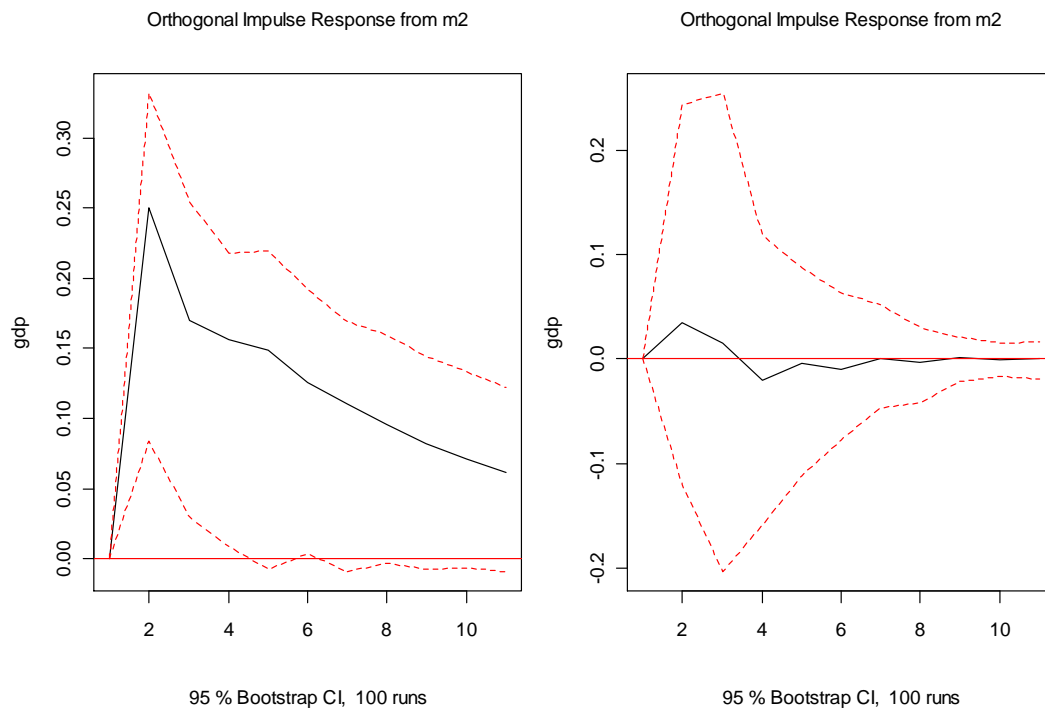 Orthogonal Impulse Response from m2
gdp
0.30
0.25
0.20
0.15
0.10
0.05
0.00
2 4 6 8 10
95 % Bootstrap CI, 100 runs
Orthogonal Impulse Response from m2
gdp
0.2
0.1
0.0
-0.1
-0.2
2 4 6 8 10
95 % Bootstrap CI, 100 runs